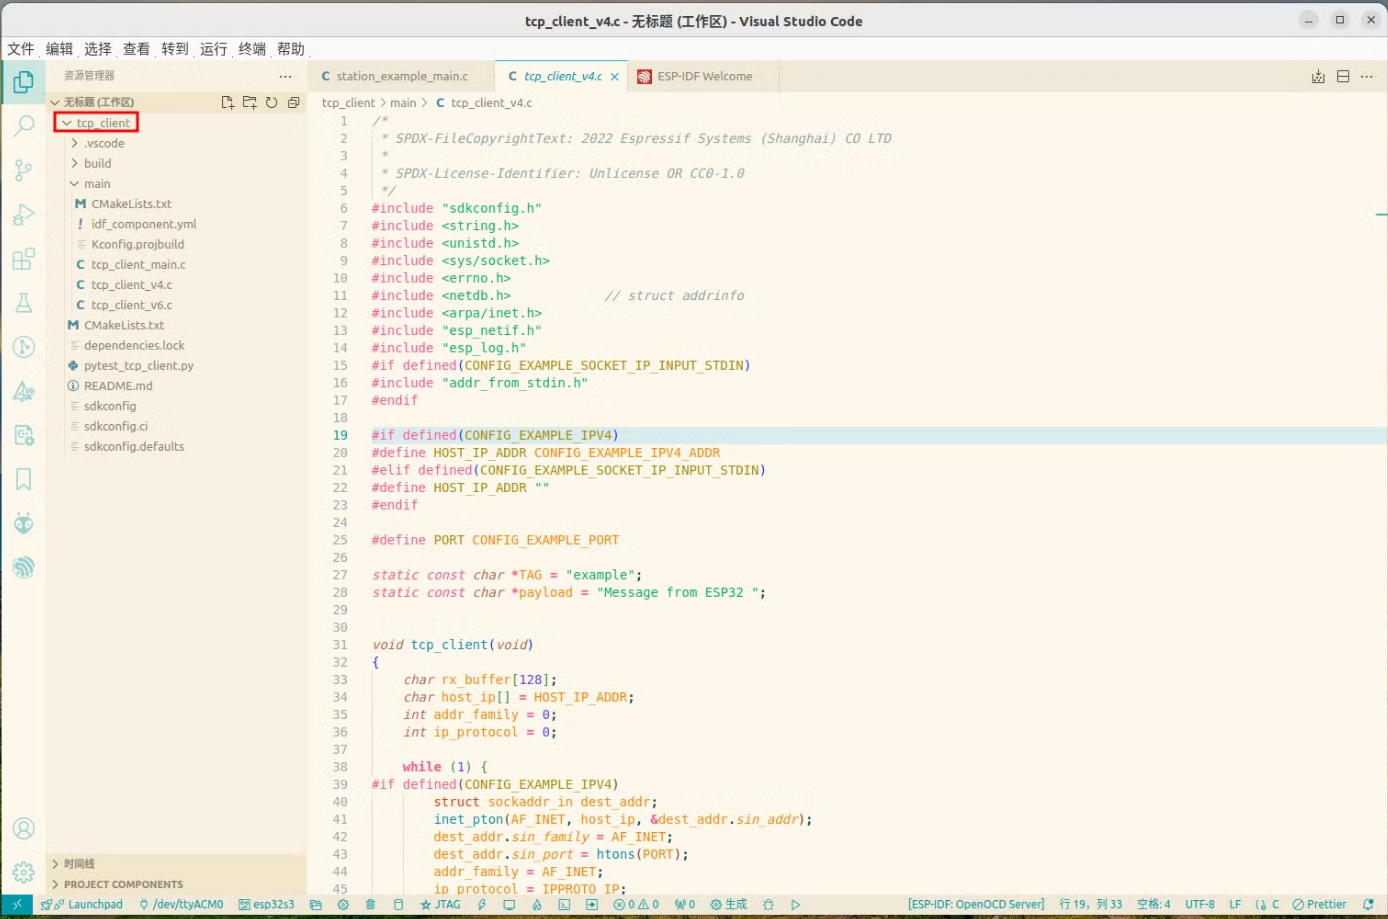 tcp_client_v4.c - 无标题 (工作区) - Visual Studio Code
文件 编辑 选择 查看 转到 运行 终端 帮助
资源管理器
无标题 (工作区)
tcp_client
.vscode
build
main
CMakeLists.txt
idf_component.yml
Kconfig.projbuild
tcp_client_main.c
tcp_client_v4.c
tcp_client_v6.c
CMakeLists.txt
dependencies.lock
pytest_tcp_client.py
README.md
sdkconfig
sdkconfig.ci
sdkconfig.defaults
时间线
PROJECT COMPONENTS
station_example_main.c
tcp_client_v4.c
ESP-IDF Welcome
tcp_client > main > C tcp_client_v4.c
1 /*
2 * SPDX-FileCopyrightText: 2022 Espressif Systems (Shanghai) CO LTD
3 *
4 * SPDX-License-Identifier: Unlicense OR CC0-1.0
5 */
6 #include "sdkconfig.h"
7 #include <string.h>
8 #include <unistd.h>
9 #include <sys/socket.h>
10 #include <errno.h>
11 #include <netdb.h>            // struct addrinfo
12 #include <arpa/inet.h>
13 #include "esp_netif.h"
14 #include "esp_log.h"
15 #if defined(CONFIG_EXAMPLE_SOCKET_IP_INPUT_STDIN)
16 #include "addr_from_stdin.h"
17 #endif
18
19 #if defined(CONFIG_EXAMPLE_IPV4)
20 #define HOST_IP_ADDR CONFIG_EXAMPLE_IPV4_ADDR
21 #elif defined(CONFIG_EXAMPLE_SOCKET_IP_INPUT_STDIN)
22 #define HOST_IP_ADDR ""
23 #endif
24
25 #define PORT CONFIG_EXAMPLE_PORT
26
27 static const char *TAG = "example";
28 static const char *payload = "Message from ESP32 ";
29
30
31 void tcp_client(void)
32 {
33     char rx_buffer[128];
34     char host_ip[] = HOST_IP_ADDR;
35     int addr_family = 0;
36     int ip_protocol = 0;
37
38     while (1) {
39 #if defined(CONFIG_EXAMPLE_IPV4)
40         struct sockaddr_in dest_addr;
41         inet_pton(AF_INET, host_ip, &dest_addr.sin_addr);
42         dest_addr.sin_family = AF_INET;
43         dest_addr.sin_port = htons(PORT);
44         addr_family = AF_INET;
45         ip_protocol = IPPROTO_IP;
Launchpad /dev/ttyACM0 esp32s3 JTAG 0 0 0 生成 [ESP-IDF: OpenOCD Server] 行 19，列 33 空格: 4 UTF-8 LF C Prettier